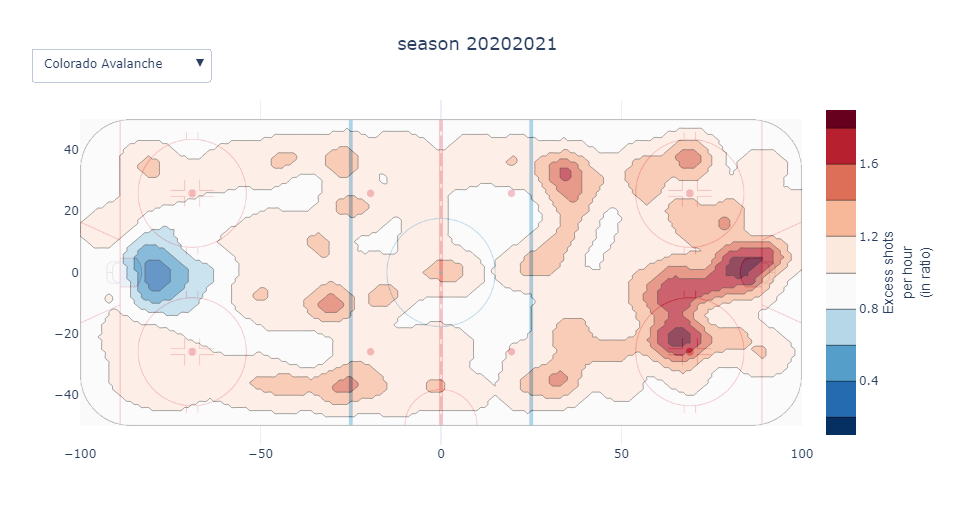 season 20202021
Colorado Avalanche ▼
40
20
0
−20
−40
−100
−50
0
50
100
1.6
1.2
0.8
0.4
Excess shots
per hour
(in ratio)